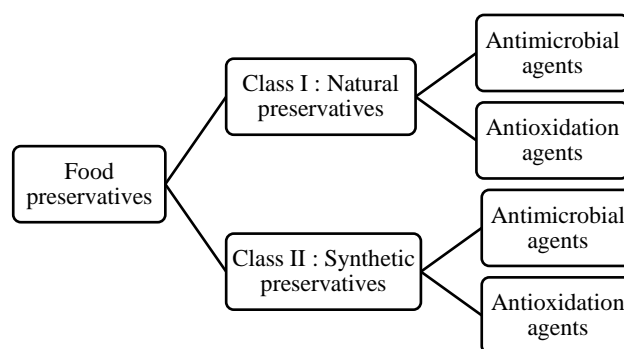 Food
preservatives
Class I : Natural
preservatives
Antimicrobial
agents
Antioxidation
agents
Class II : Synthetic
preservatives
Antimicrobial
agents
Antioxidation
agents